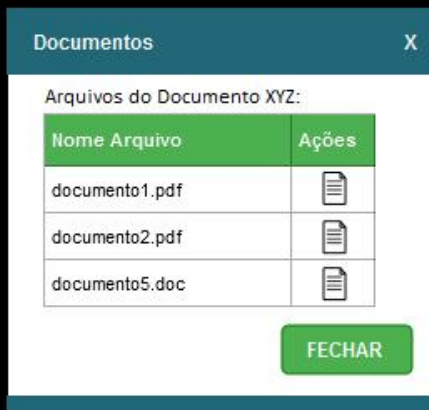 Documentos X
Arquivos do Documento XYZ:
Nome Arquivo Ações
documento1.pdf
documento2.pdf
documento5.doc
FECHAR